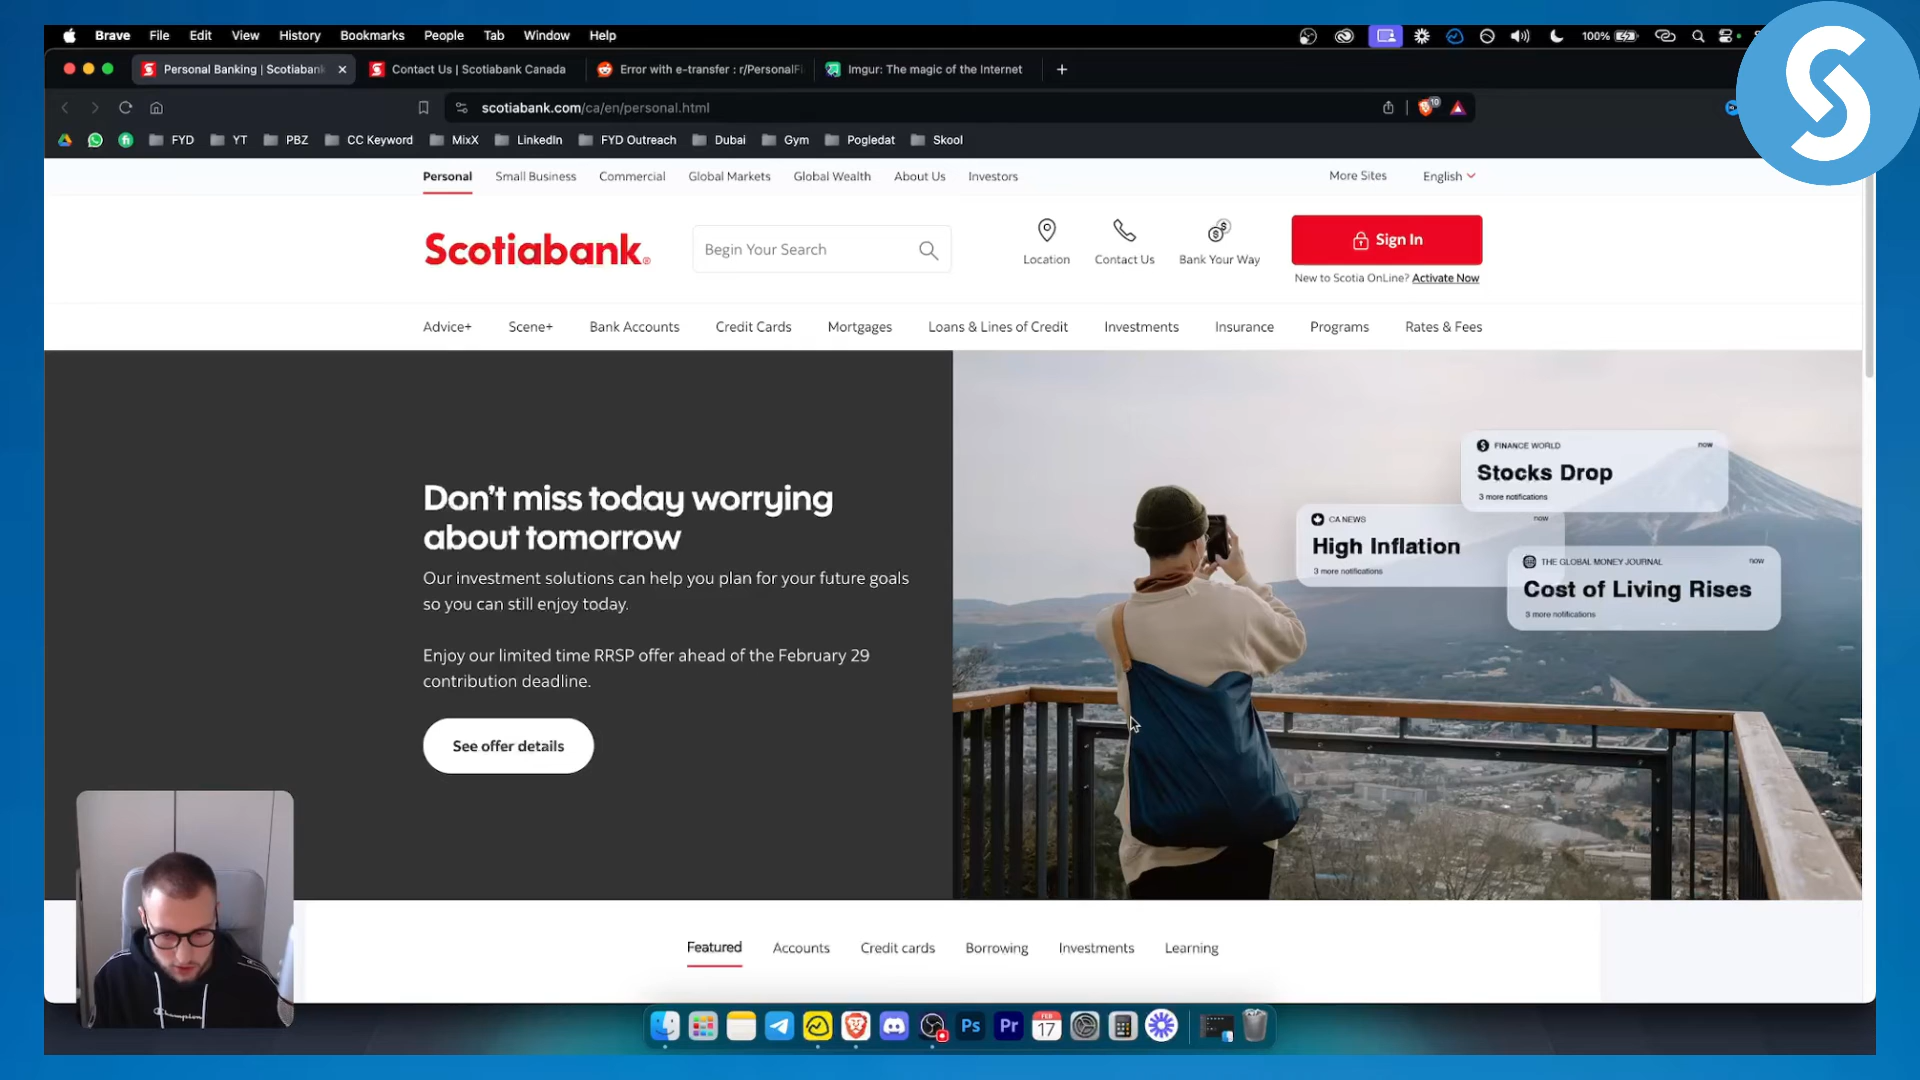 Brave File Edit View History Bookmarks People Tab Window Help
100%
Personal Banking | Scotiaban
Contact Us | Scotiabank Canada
Error with e-transfer : r/PersonalFi
Imgur: The magic of the Internet
scotiabank.com/ca/en/personal.html
10
FYD YT PBZ CC Keyword MixX LinkedIn FYD Outreach Dubai Gym Pogledat Skool
Personal Small Business Commercial Global Markets Global Wealth About Us Investors More Sites English
Scotiabank®
Begin Your Search
Location
Contact Us
Bank Your Way
Sign In
New to Scotia OnLine? Activate Now
Advice+ Scene+ Bank Accounts Credit Cards Mortgages Loans & Lines of Credit Investments Insurance Programs Rates & Fees
Don't miss today worrying
about tomorrow
Our investment solutions can help you plan for your future goals
so you can still enjoy today.
Enjoy our limited time RRSP offer ahead of the February 29
contribution deadline.
See offer details
FINANCE WORLD now
Stocks Drop
3 more notifications
CA NEWS now
High Inflation
3 more notifications
THE GLOBAL MONEY JOURNAL now
Cost of Living Rises
3 more notifications
Featured Accounts Credit cards Borrowing Investments Learning
Champion
Ps
Pr
FEB
17